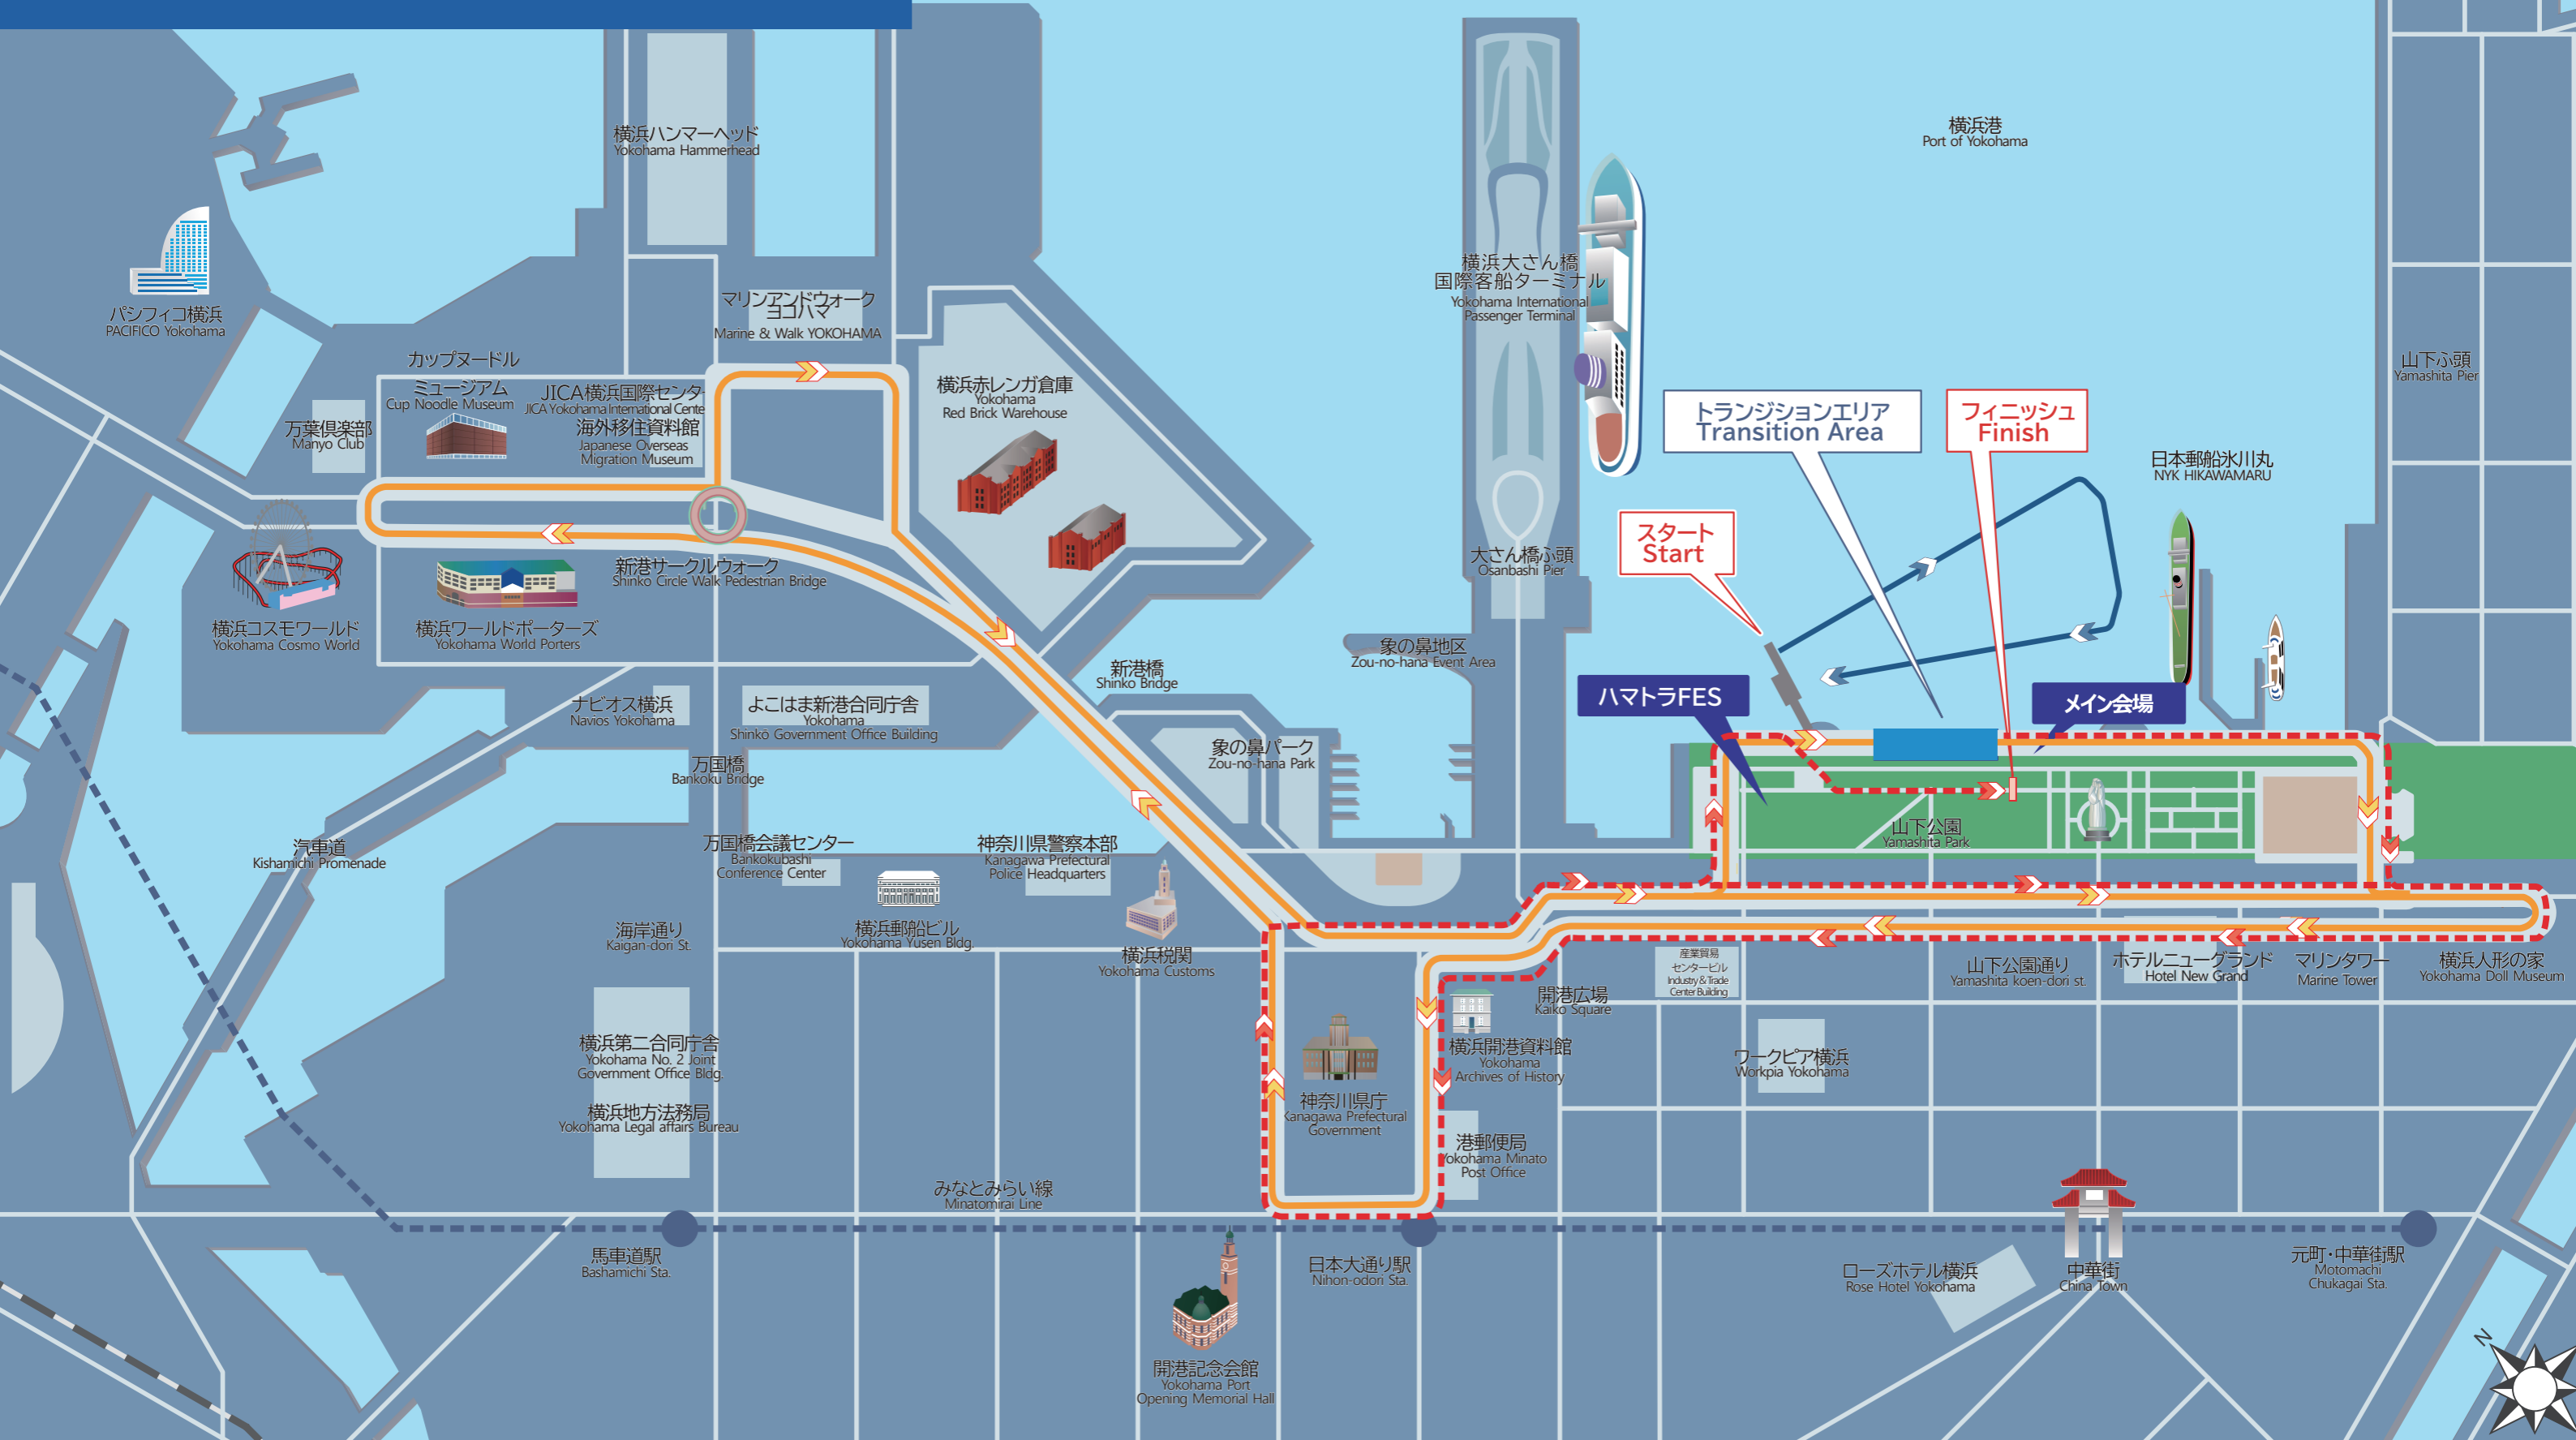 横浜ハンマーヘッド
Yokohama Hammerhead
横浜港
Port of Yokohama
パシフィコ横浜
PACIFICO Yokohama
マリンアンドウォーク
ヨコハマ
Marine & Walk YOKOHAMA
横浜大さん橋
国際客船ターミナル
Yokohama International
Passenger Terminal
山下ふ頭
Yamashita Pier
カップヌードル
ミュージアム
Cup Noodle Museum
JICA横浜国際センター
JICA Yokohama International Cente
海外移住資料館
Japanese Overseas
Migration Museum
万葉倶楽部
Manyo Club
横浜赤レンガ倉庫
Yokohama
Red Brick Warehouse
トランジションエリア
Transition Area
フィニッシュ
Finish
日本郵船氷川丸
NYK HIKAWAMARU
スタート
Start
大さん橋ふ頭
Osanbashi Pier
新港サークルウォーク
Shinko Circle Walk Pedestrian Bridge
横浜コスモワールド
Yokohama Cosmo World
横浜ワールドポーターズ
Yokohama World Porters
象の鼻地区
Zou-no-hana Event Area
新港橋
Shinko Bridge
ハマトラFES
メイン会場
ナビオス横浜
Navios Yokohama
よこはま新港合同庁舎
Yokohama
Shinkō Government Office Building
象の鼻パーク
Zou-no-hana Park
万国橋
Bankoku Bridge
山下公園
Yamashita Park
汽車道
Kishamichi Promenade
万国橋会議センター
Bankokubashi
Conference Center
神奈川県警察本部
Kanagawa Prefectural
Police Headquarters
海岸通り
Kaigan-dori St.
横浜郵船ビル
Yokohama Yusen Bldg.
横浜税関
Yokohama Customs
産業貿易
センタービル
Industry & Trade
Center Building
山下公園通り
Yamashita koen-dori st.
ホテルニューグランド
Hotel New Grand
マリンタワー
Marine Tower
横浜人形の家
Yokohama Doll Museum
開港広場
Kaiko Square
横浜第二合同庁舎
Yokohama No. 2 Joint
Government Office Bldg.
横浜開港資料館
Yokohama
Archives of History
ワークピア横浜
Workpia Yokohama
横浜地方法務局
Yokohama Legal affairs Bureau
神奈川県庁
Kanagawa Prefectural
Government
港郵便局
Yokohama Minato
Post Office
みなとみらい線
Minatomirai Line
馬車道駅
Bashamichi Sta.
日本大通り駅
Nihon-odori Sta.
ローズホテル横浜
Rose Hotel Yokohama
中華街
China Town
元町・中華街駅
Motomachi
Chukagai Sta.
開港記念会館
Yokohama Port
Opening Memorial Hall
N